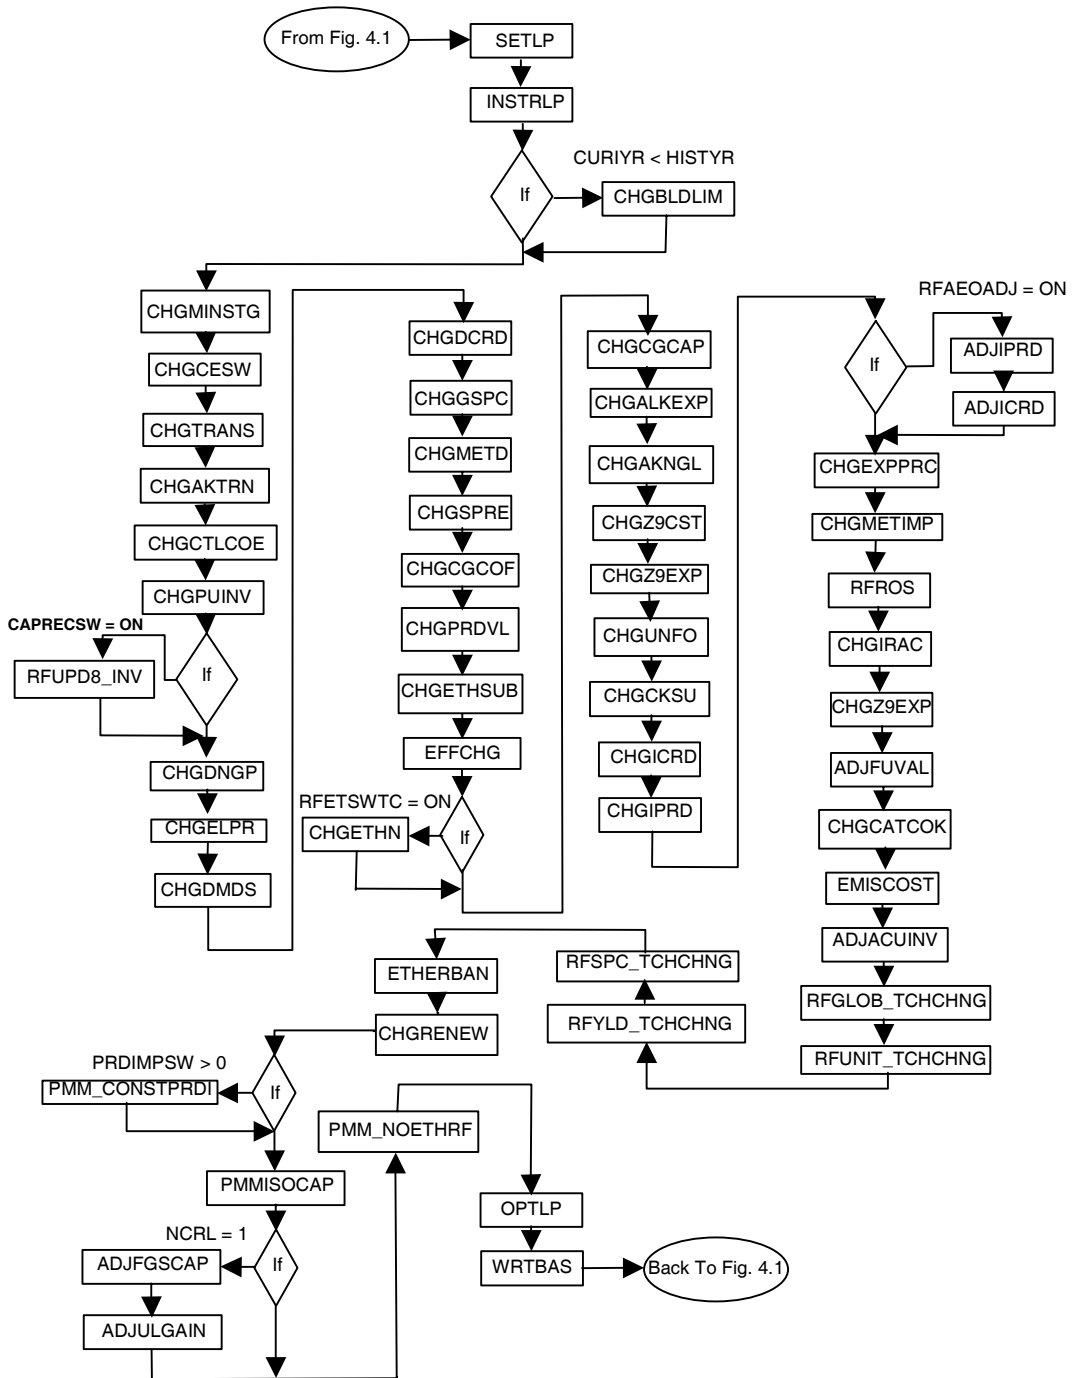 From Fig. 4.1
SETLP
INSTRLP
If
CURIYR < HISTYR
CHGBLDLIM
CHGMINSTG
CHGCESW
CHGTRANS
CHGAKTRN
CHGCTLCOE
CHGPUINV
CAPRECSW = ON
If
RFUPD8_INV
CHGDNGP
CHGELPR
CHGDMDS
CHGDCRD
CHGGSPC
CHGMETD
CHGSPRE
CHGCGCOF
CHGPRDVL
CHGETHSUB
EFFCHG
RFETSWTC = ON
If
CHGETHN
CHGCGCAP
CHGALKEXP
CHGAKNGL
CHGZ9CST
CHGZ9EXP
CHGUNFO
CHGCKSU
CHGICRD
CHGIPRD
RFAEOADJ = ON
If
ADJIPRD
ADJICRD
CHGEXPPRC
CHGMETIMP
RFROS
CHGIRAC
CHGZ9EXP
ADJFUVAL
CHGCATCOK
EMISCOST
ADJACUINV
RFGLOB_TCHCHNG
RFUNIT_TCHCHNG
RFYLD_TCHCHNG
RFSPC_TCHCHNG
ETHERBAN
CHGRENEW
PRDIMPSW > 0
If
PMM_CONSTPRDI
PMMISOCAP
NCRL = 1
If
ADJFGSCAP
ADJULGAIN
PMM_NOETHRF
OPTLP
WRTBAS
Back To Fig. 4.1